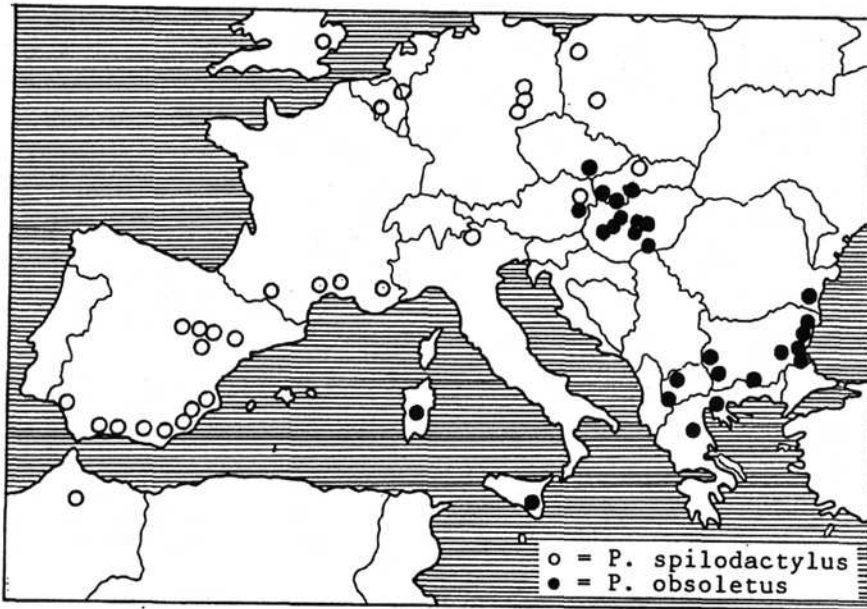 ○ = P. spilodactylus
● = P. obsoletus